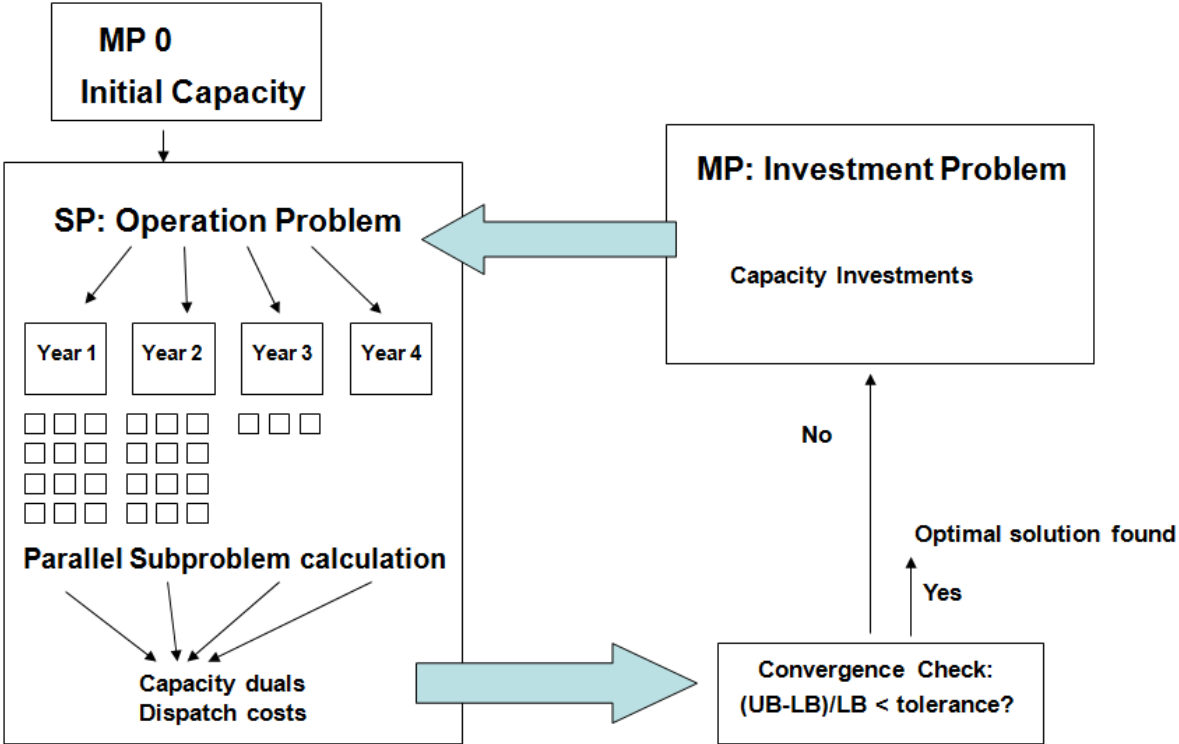 MP 0
Initial Capacity
MP: Investment Problem
Capacity Investments
SP: Operation Problem
Year 1
Year 2
Year 3
Year 4
Parallel Subproblem calculation
Capacity duals
Dispatch costs
No
Optimal solution found
Yes
Convergence Check:
(UB-LB)/LB < tolerance?